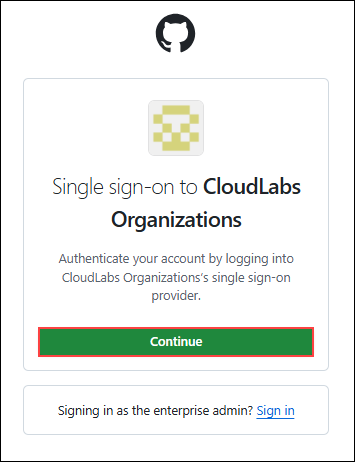 Single sign-on to CloudLabs
Organizations
Authenticate your account by logging into
CloudLabs Organizations's single sign-on
provider.
Continue
Signing in as the enterprise admin? Sign in